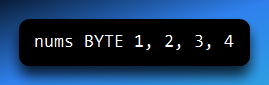 nums BYTE 1, 2, 3, 4